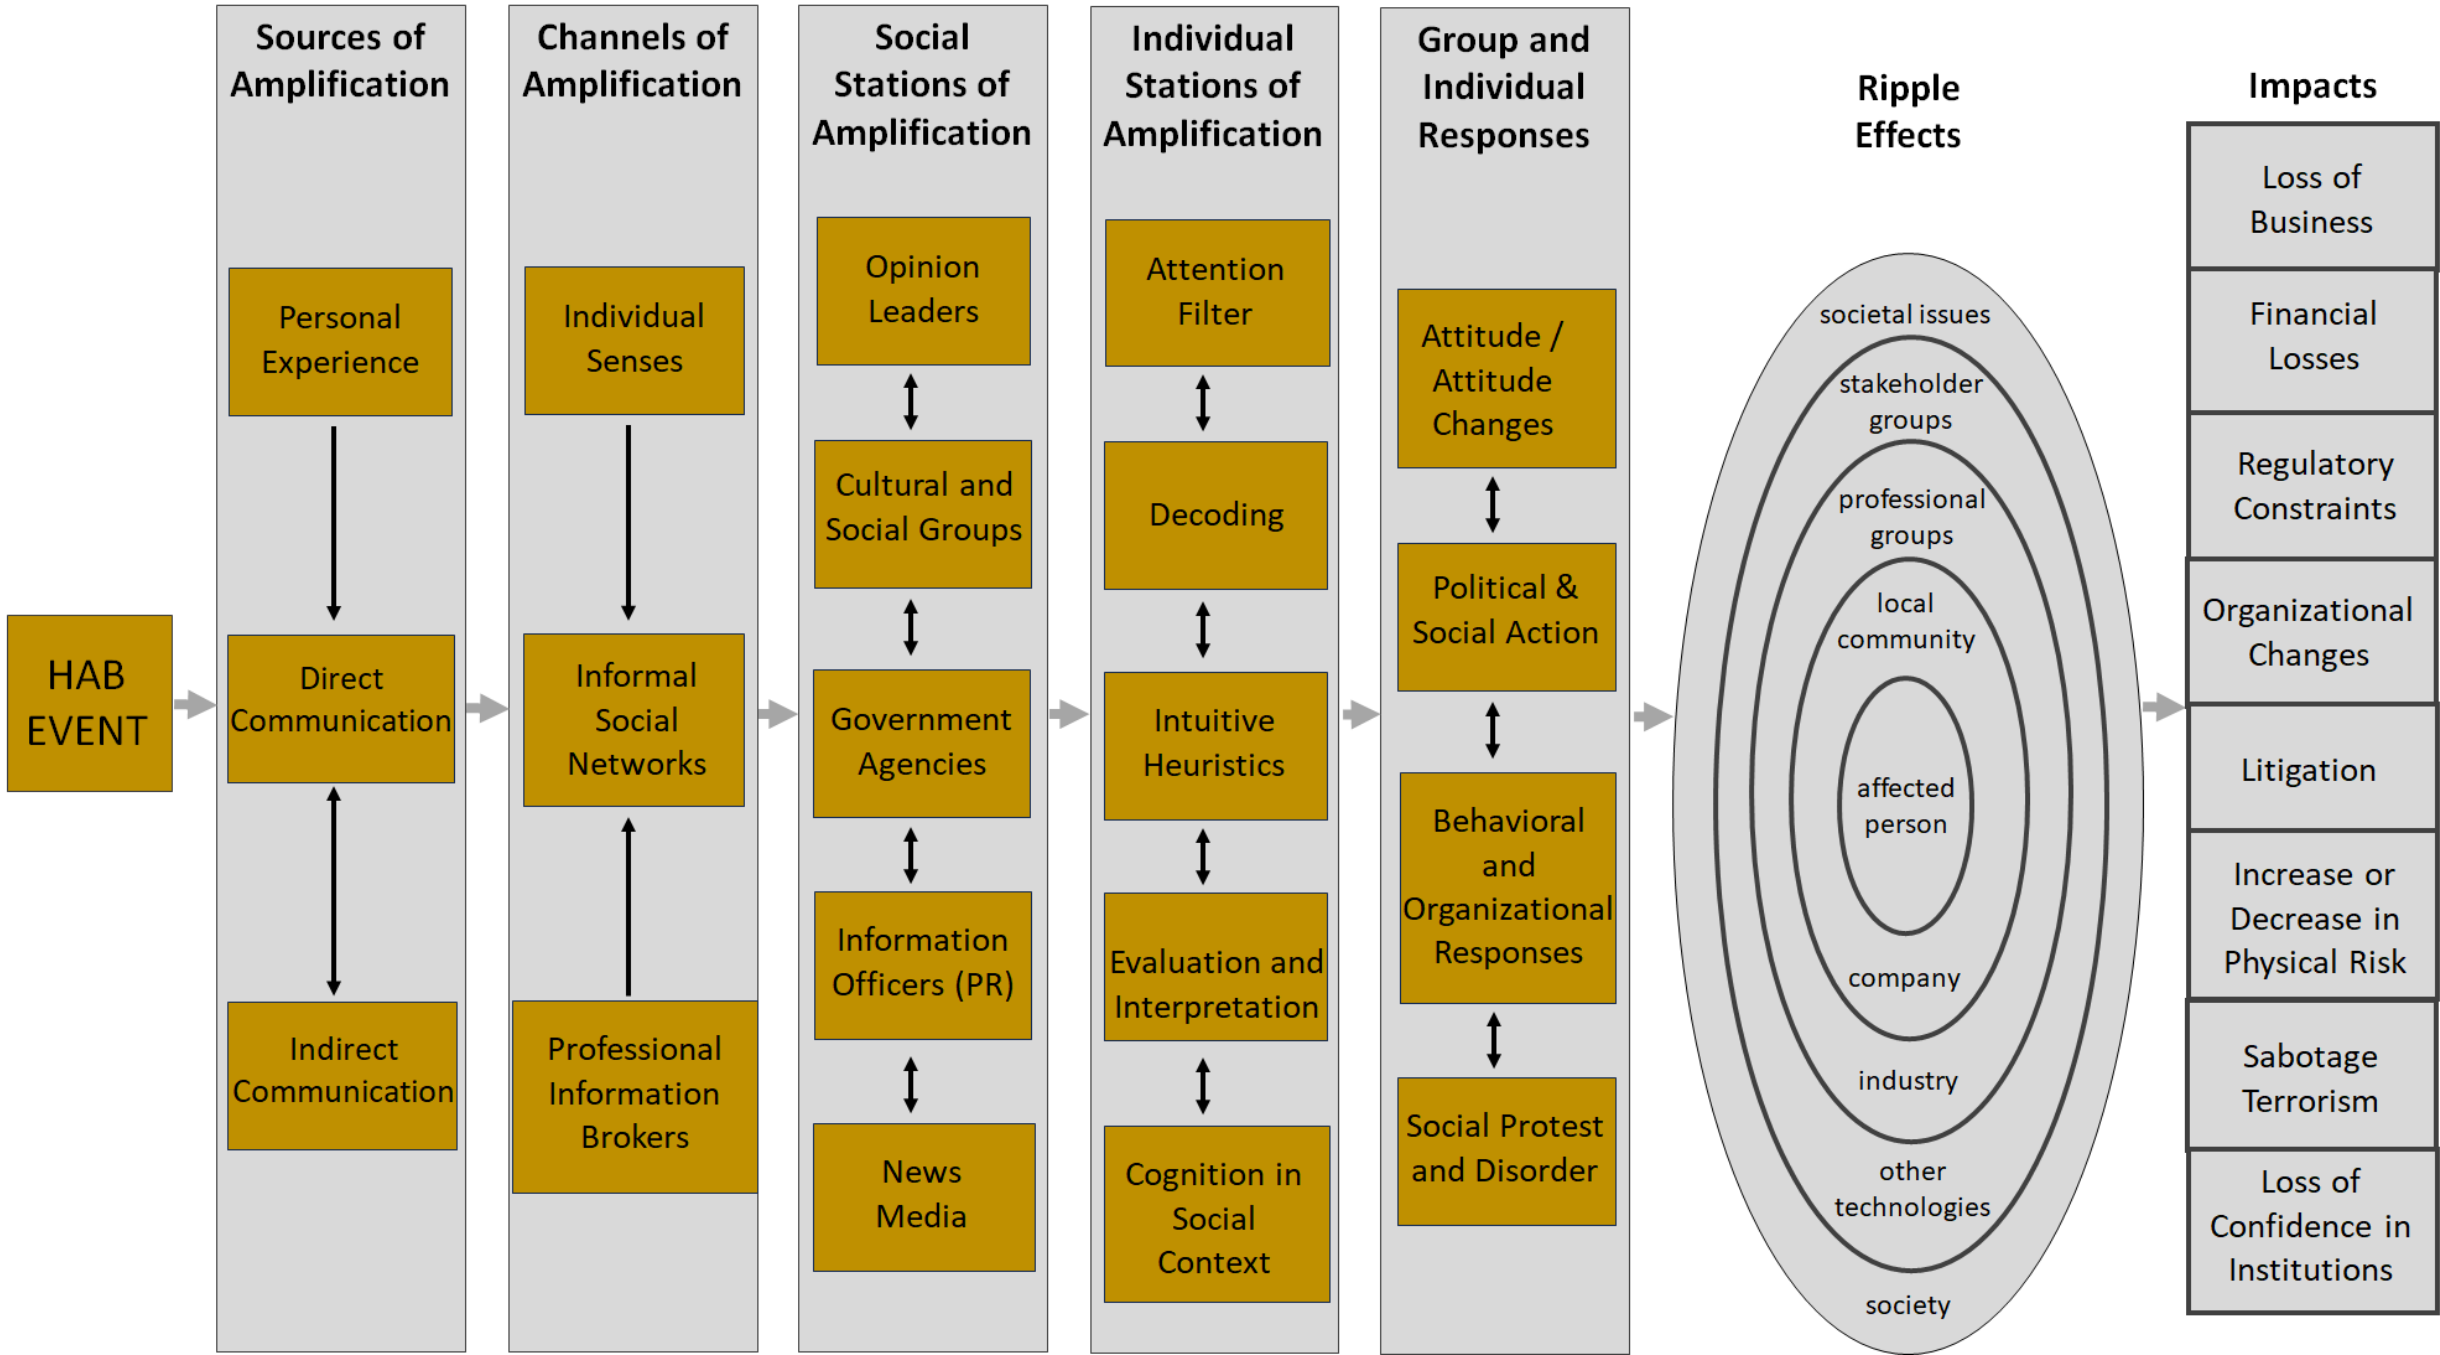 HAB
EVENT
Sources of
Amplification
Personal
Experience
Direct
Communication
Indirect
Communication
Channels of
Amplification
Individual
Senses
Informal
Social
Networks
Professional
Information
Brokers
Social
Stations of
Amplification
Opinion
Leaders
Cultural and
Social Groups
Government
Agencies
Information
Officers (PR)
News
Media
Individual
Stations of
Amplification
Attention
Filter
Decoding
Intuitive
Heuristics
Evaluation and
Interpretation
Cognition in
Social
Context
Group and
Individual
Responses
Attitude /
Attitude
Changes
Political &
Social Action
Behavioral
and
Organizational
Responses
Social Protest
and Disorder
Ripple
Effects
societal issues
stakeholder
groups
professional
groups
local
community
affected
person
company
industry
other
technologies
society
Impacts
Loss of
Business
Financial
Losses
Regulatory
Constraints
Organizational
Changes
Litigation
Increase or
Decrease in
Physical Risk
Sabotage
Terrorism
Loss of
Confidence in
Institutions